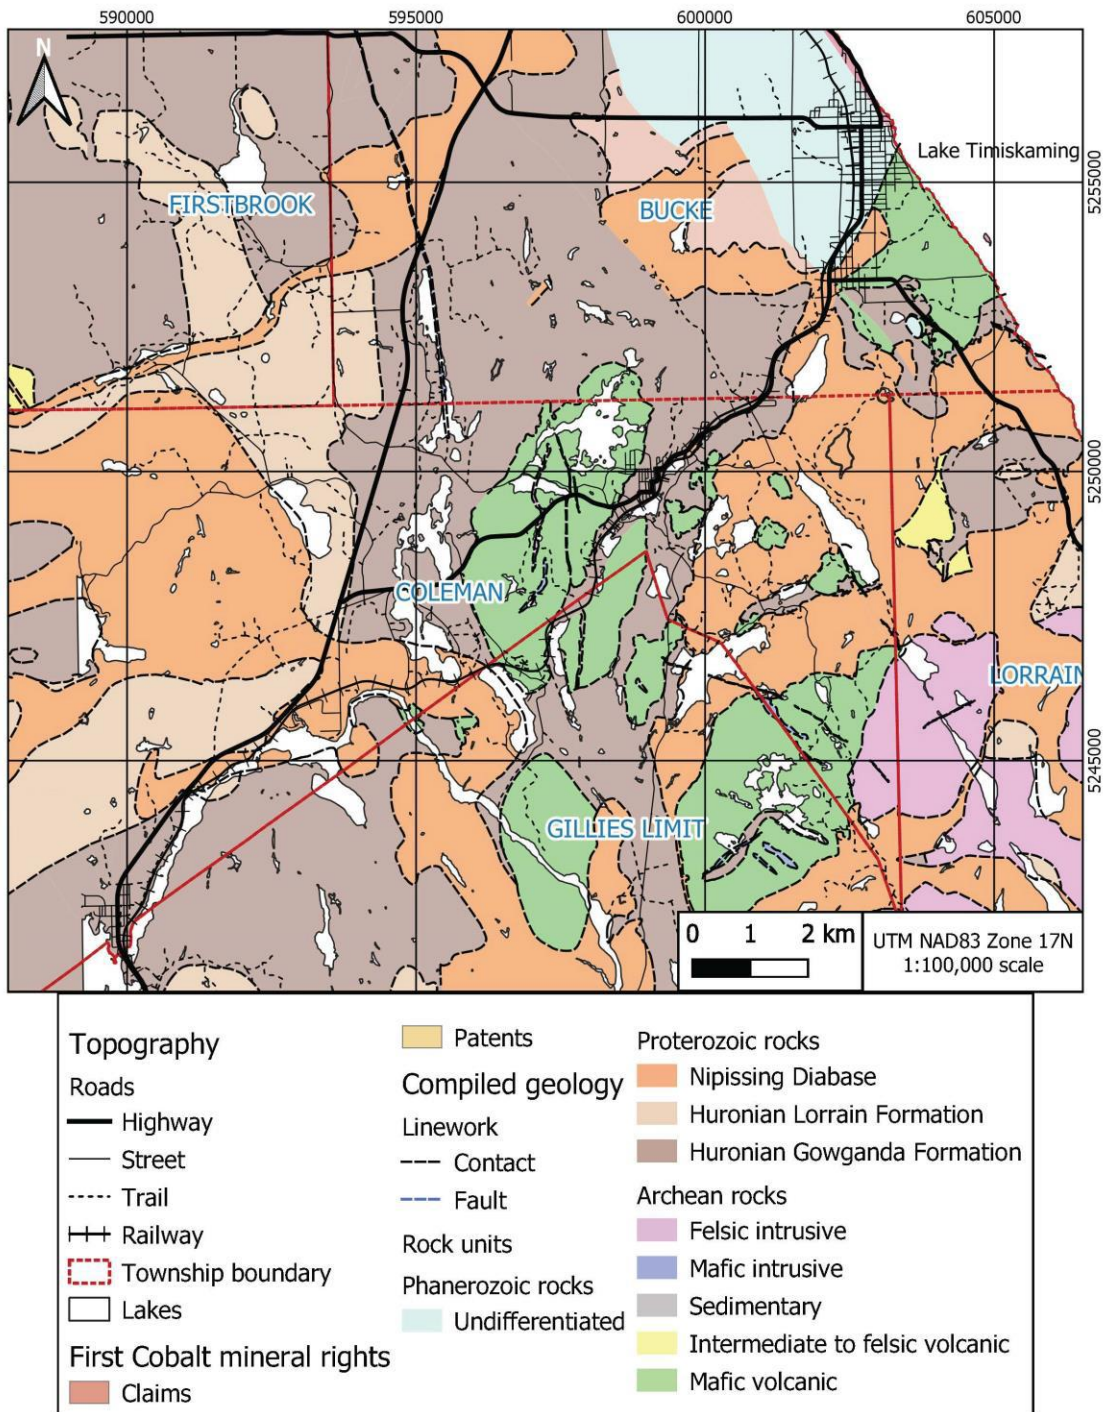 590000 595000 600000 605000
N
Lake Timiskaming
5255000
FIRSTBROOK
BUCKE
5250000
COLEMAN
LORRAIN
5245000
GILLIES LIMIT
0 1 2 km
UTM NAD83 Zone 17N
1:100,000 scale
Topography
Roads
Highway
Street
Trail
Railway
Township boundary
Lakes
First Cobalt mineral rights
Claims
Patents
Compiled geology
Linework
Contact
Fault
Rock units
Phanerozoic rocks
Undifferentiated
Proterozoic rocks
Nipissing Diabase
Huronian Lorrain Formation
Huronian Gowganda Formation
Archean rocks
Felsic intrusive
Mafic intrusive
Sedimentary
Intermediate to felsic volcanic
Mafic volcanic